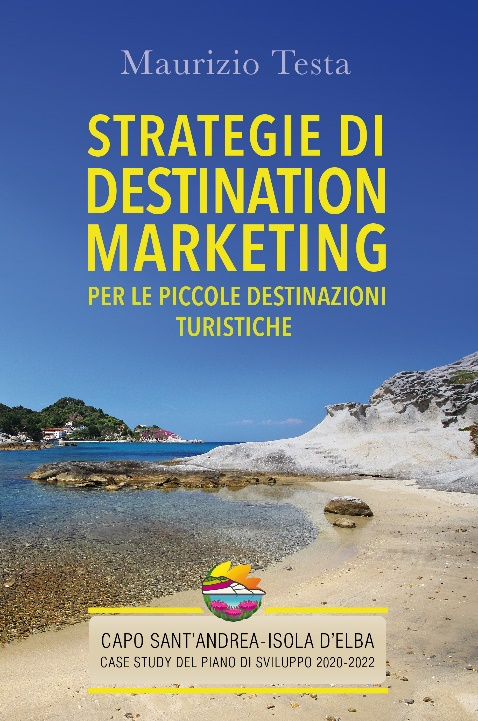 Maurizio Testa
STRATEGIE DI
DESTINATION
MARKETING
PER LE PICCOLE DESTINAZIONI
TURISTICHE
CAPO SANT'ANDREA-ISOLA D'ELBA
CASE STUDY DEL PIANO DI SVILUPPO 2020-2022